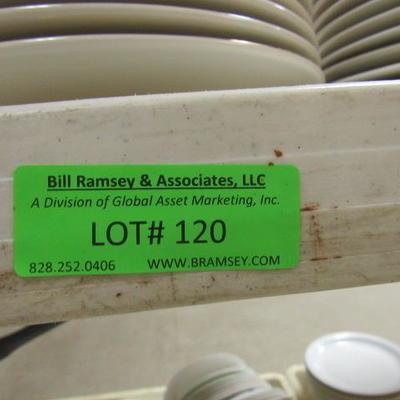 Bill Ramsey & Associates, LLC
A Division of Global Asset Marketing, Inc.
LOT# 120
828.252.0406 WWW.BRAMSEY.COM